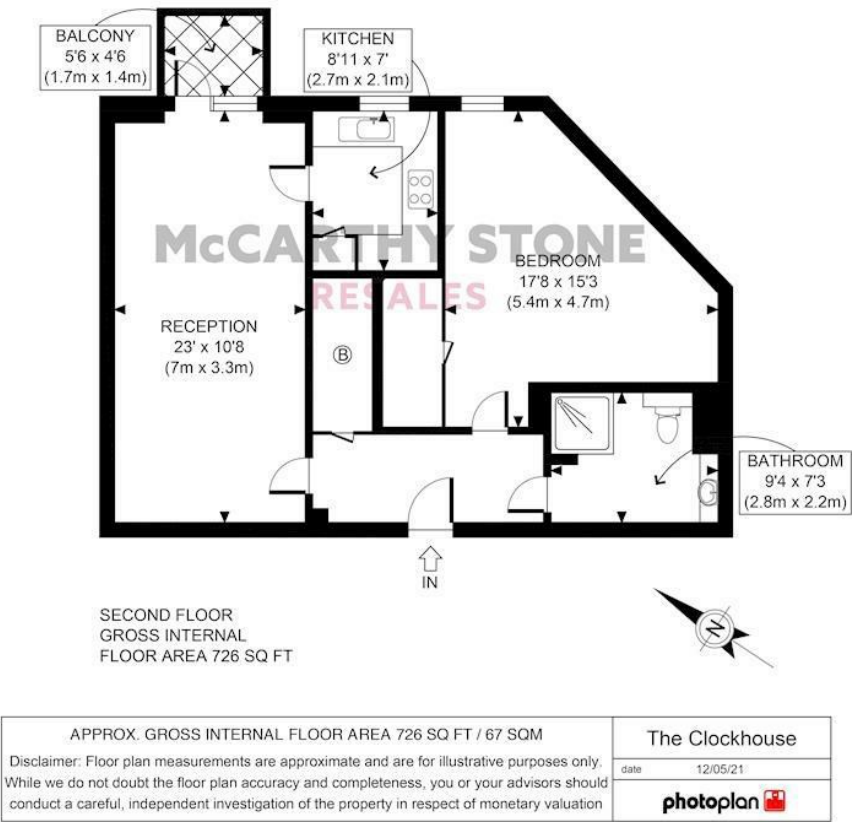 BALCONY
5'6 x 4'6
(1.7m x 1.4m)
KITCHEN
8'11 x 7'
(2.7m x 2.1m)
McCARTHY STONE
RESALES
BEDROOM
17'8 x 15'3
(5.4m x 4.7m)
RECEPTION
23' x 10'8
(7m x 3.3m)
B
BATHROOM
9'4 x 7'3
(2.8m x 2.2m)
IN
N
SECOND FLOOR
GROSS INTERNAL
FLOOR AREA 726 SQ FT
APPROX. GROSS INTERNAL FLOOR AREA 726 SQ FT / 67 SQM
Disclaimer: Floor plan measurements are approximate and are for illustrative purposes only.
While we do not doubt the floor plan accuracy and completeness, you or your advisors should
conduct a careful, independent investigation of the property in respect of monetary valuation
The Clockhouse
date 12/05/21
photoplan